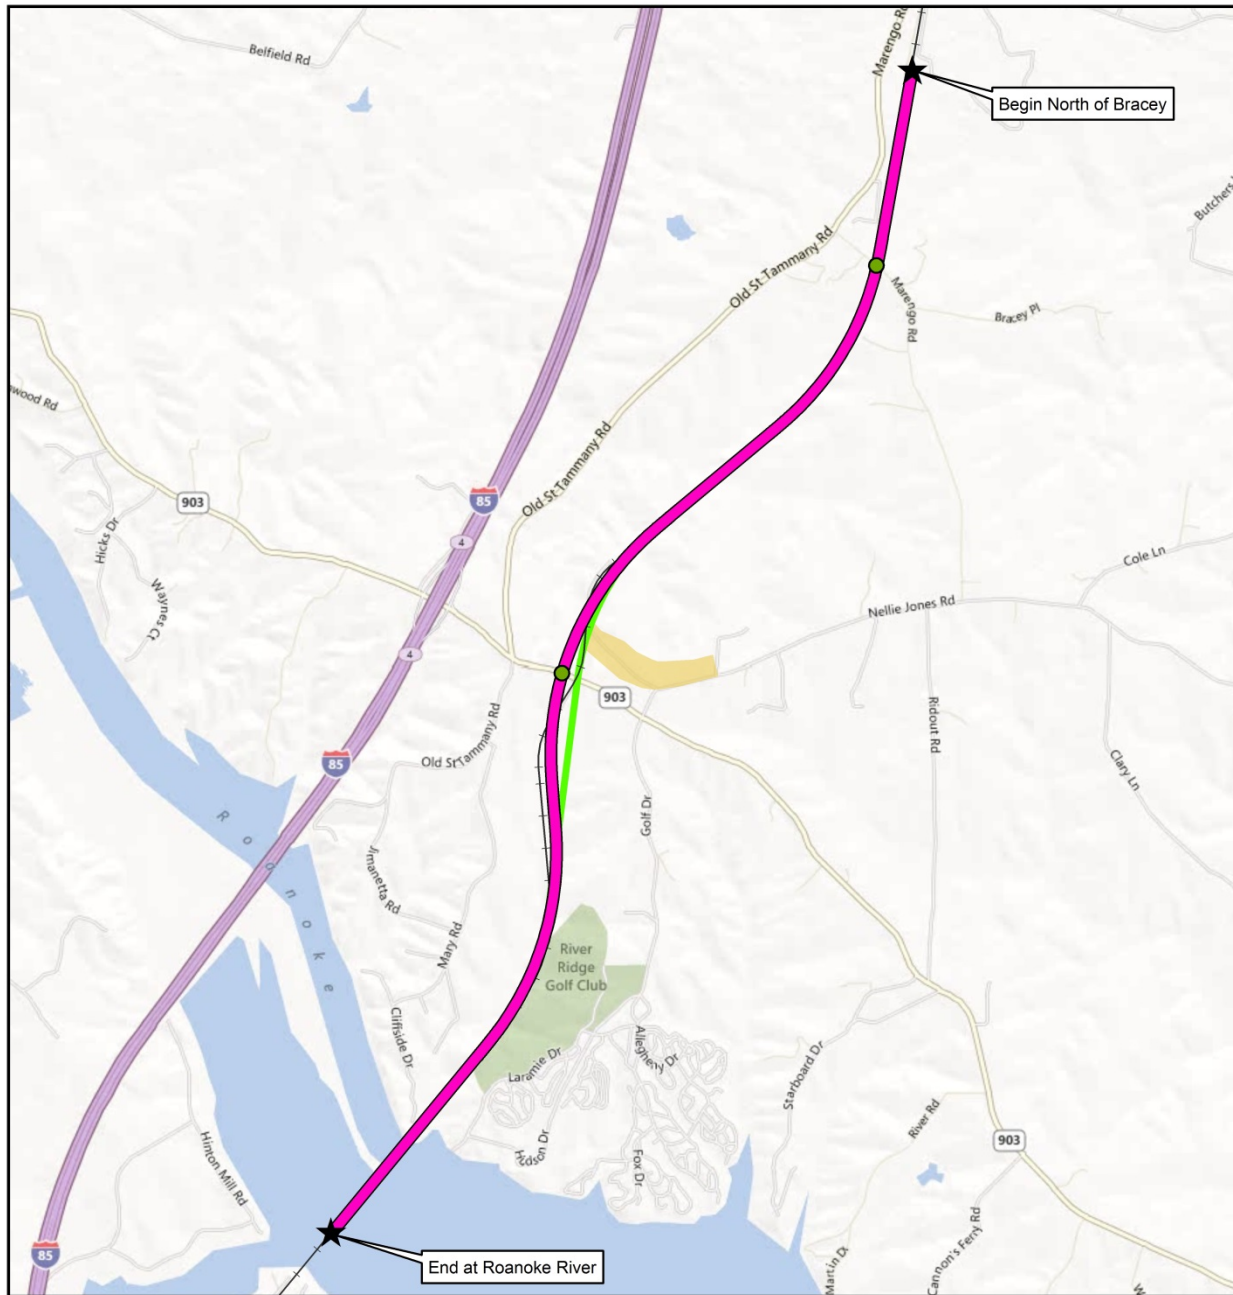 Belfield Rd
Marengo Rd
Begin North of Bracey
Butchers
Old St Tammany Rd
Marengo Rd
Bracey Pl
wood Rd
Old St Tammany Rd
85
903
4
Hicks Dr
Cole Ln
Waynes Ct
Nellie Jones Rd
4
903
Ridout Rd
Old St Tammany Rd
85
Clary Ln
Golf Dr
Roanoke
Jimanetta Rd
Mary Rd
River
Ridge
Golf Club
Cliffside Dr
Allegheny Dr
Laramie Dr
Starboard Dr
River Rd
903
Hinton Mill Rd
Hudson Dr
Fox Dr
85
End at Roanoke River
Martin D
Cannon's Ferry Rd
W